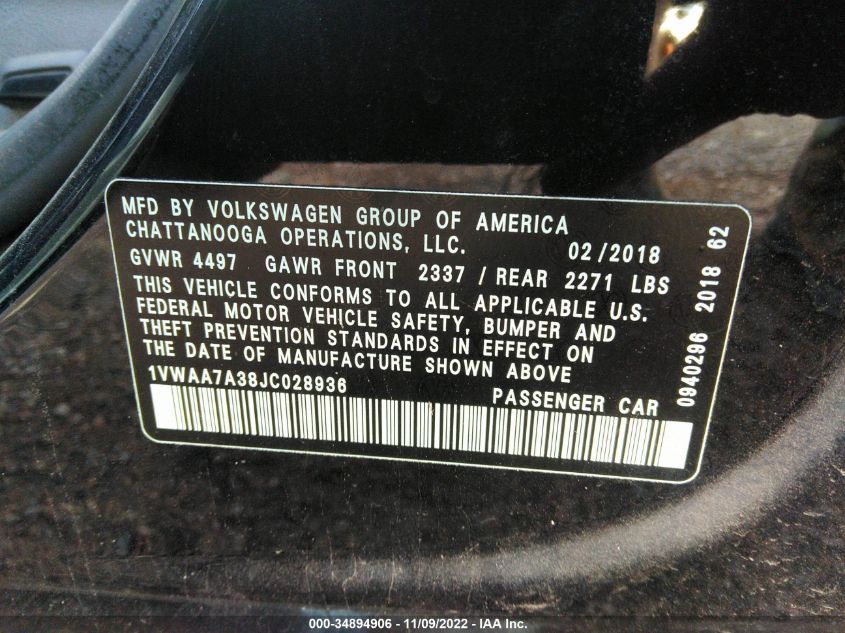 MFD BY VOLKSWAGEN GROUP OF AMERICA
CHATTANOOGA OPERATIONS, LLC. 02/2018
GVWR 4497 GAWR FRONT 2337 / REAR 2271 LBS
THIS VEHICLE CONFORMS TO ALL APPLICABLE U.S.
FEDERAL MOTOR VEHICLE SAFETY, BUMPER AND
THEFT PREVENTION STANDARDS IN EFFECT ON
THE DATE OF MANUFACTURE SHOWN ABOVE
1VWAA7A38JC028936 PASSENGER CAR
0940296 2018 62
000-34894906 - 11/09/2022 - IAA Inc.